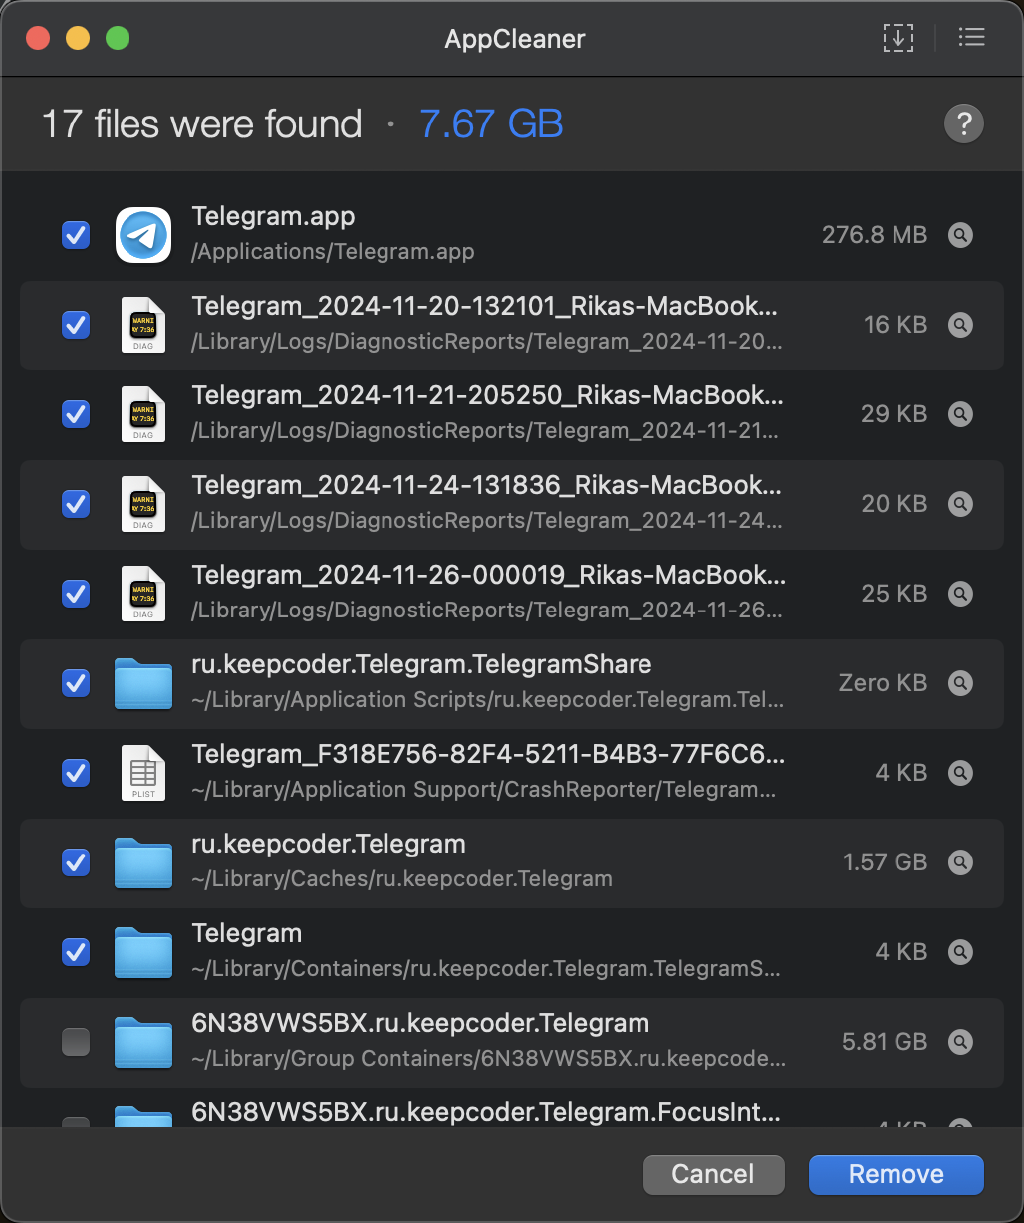 AppCleaner
17 files were found · 7.67 GB
?
Telegram.app
/Applications/Telegram.app
276.8 MB
Telegram_2024-11-20-132101_Rikas-MacBook...
/Library/Logs/DiagnosticReports/Telegram_2024-11-20...
16 KB
WARNI
RY 7:36
DIAG
Telegram_2024-11-21-205250_Rikas-MacBook...
/Library/Logs/DiagnosticReports/Telegram_2024-11-21...
29 KB
WARNI
RY 7:36
DIAG
Telegram_2024-11-24-131836_Rikas-MacBook...
/Library/Logs/DiagnosticReports/Telegram_2024-11-24...
20 KB
WARNI
RY 7:36
DIAG
Telegram_2024-11-26-000019_Rikas-MacBook...
/Library/Logs/DiagnosticReports/Telegram_2024-11-26...
25 KB
WARNI
RY 7:36
DIAG
ru.keepcoder.Telegram.TelegramShare
~/Library/Application Scripts/ru.keepcoder.Telegram.Tel...
Zero KB
Telegram_F318E756-82F4-5211-B4B3-77F6C6...
~/Library/Application Support/CrashReporter/Telegram...
4 KB
PLIST
ru.keepcoder.Telegram
~/Library/Caches/ru.keepcoder.Telegram
1.57 GB
Telegram
~/Library/Containers/ru.keepcoder.Telegram.TelegramS...
4 KB
6N38VWS5BX.ru.keepcoder.Telegram
~/Library/Group Containers/6N38VWS5BX.ru.keepcode...
5.81 GB
6N38VWS5BX.ru.keepcoder.Telegram.FocusInt...
4 KB
Cancel
Remove